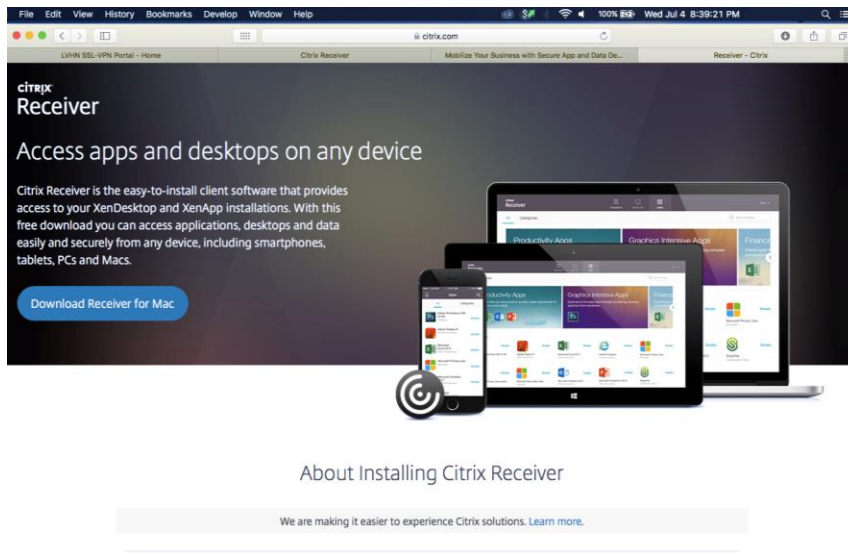 File Edit View History Bookmarks Develop Window Help
100% Wed Jul 4 8:39:21 PM
citrix.com
LVHN SSL-VPN Portal - Home
Citrix Receiver
Mobilize Your Business with Secure App and Data De...
Receiver - Citrix
CİTRIX
Receiver
Access apps and desktops on any device
Citrix Receiver is the easy-to-install client software that provides
access to your XenDesktop and XenApp installations. With this
free download you can access applications, desktops and data
easily and securely from any device, including smartphones,
tablets, PCs and Macs.
Download Receiver for Mac
Receiver
Categories
Productivity Apps
Graphics Intensive Apps
Finance
Productivity Apps
Graphics Intensive Apps
About Installing Citrix Receiver
We are making it easier to experience Citrix solutions. Learn more.